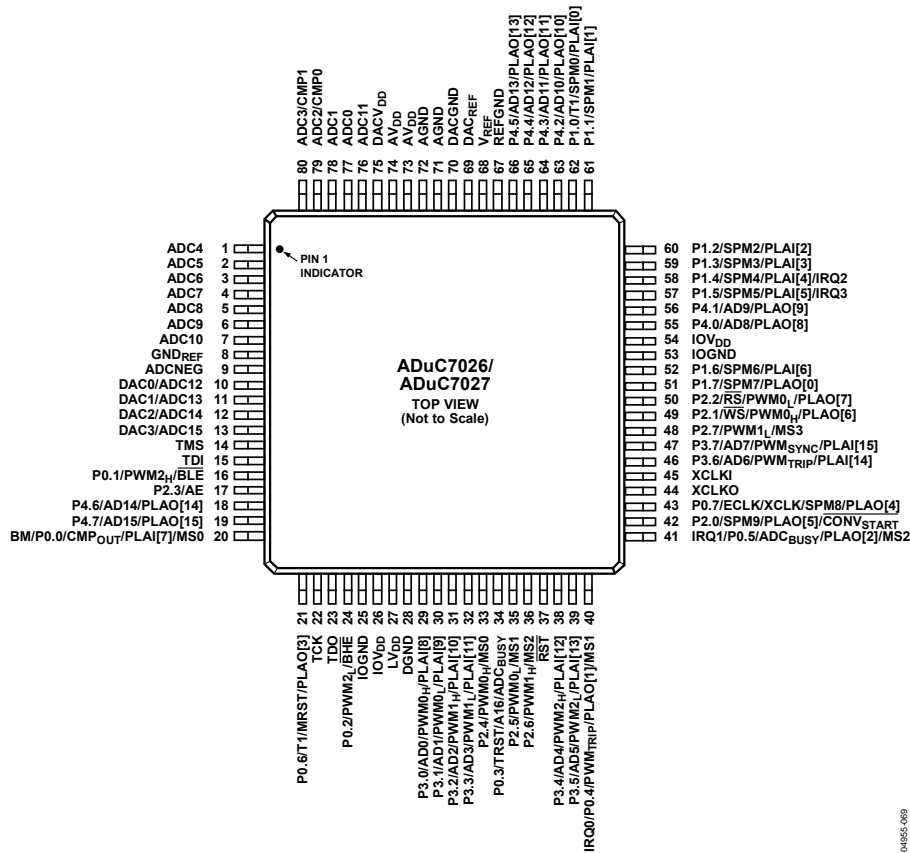 80 ADC3/CMP1
79 ADC2/CMP0
78 ADC1
77 ADC0
76 ADC11
75 DACVDD
74 AVDD
73 AVDD
72 AGND
71 AGND
70 DACGND
69 DACREF
68 VREF
67 REFGND
66 P4.5/AD13/PLAO[13]
65 P4.4/AD12/PLAO[12]
64 P4.3/AD11/PLAO[11]
63 P4.2/AD10/PLAO[10]
62 P1.0/T1/SPM0/PLAI[0]
61 P1.1/SPM1/PLAI[1]
ADC4 1
ADC5 2
ADC6 3
ADC7 4
ADC8 5
ADC9 6
ADC10 7
GNDREF 8
ADCNEG 9
DAC0/ADC12 10
DAC1/ADC13 11
DAC2/ADC14 12
DAC3/ADC15 13
TMS 14
TDI 15
P0.1/PWM2H/BLE 16
P2.3/AE 17
P4.6/AD14/PLAO[14] 18
P4.7/AD15/PLAO[15] 19
BM/P0.0/CMPOUT/PLAI[7]/MS0 20
PIN 1
INDICATOR
ADuC7026/
ADuC7027
TOP VIEW
(Not to Scale)
60 P1.2/SPM2/PLAI[2]
59 P1.3/SPM3/PLAI[3]
58 P1.4/SPM4/PLAI[4]/IRQ2
57 P1.5/SPM5/PLAI[5]/IRQ3
56 P4.1/AD9/PLAO[9]
55 P4.0/AD8/PLAO[8]
54 IOVDD
53 IOGND
52 P1.6/SPM6/PLAI[6]
51 P1.7/SPM7/PLAO[0]
50 P2.2/RS/PWM0L/PLAO[7]
49 P2.1/WS/PWM0H/PLAO[6]
48 P2.7/PWM1L/MS3
47 P3.7/AD7/PWMSYNC/PLAI[15]
46 P3.6/AD6/PWMTRIP/PLAI[14]
45 XCLKI
44 XCLKO
43 P0.7/ECLK/XCLK/SPM8/PLAO[4]
42 P2.0/SPM9/PLAO[5]/CONVSTART
41 IRQ1/P0.5/ADCBUSY/PLAO[2]/MS2
P0.6/T1/MRST/PLAO[3] 21
TCK 22
TDO 23
P0.2/PWM2L/BHE 24
IOGND 25
IOVDD 26
LVDD 27
DGND 28
P3.0/AD0/PWM0H/PLAI[8] 29
P3.1/AD1/PWM0L/PLAI[9] 30
P3.2/AD2/PWM1H/PLAI[10] 31
P3.3/AD3/PWM1L/PLAI[11] 32
P2.4/PWM0H/MS0 33
P0.3/TRST/A16/ADCBUSY 34
P2.5/PWM0L/MS1 35
P2.6/PWM1H/MS2 36
RST 37
P3.4/AD4/PWM2H/PLAI[12] 38
P3.5/AD5/PWM2L/PLAI[13] 39
IRQ0/P0.4/PWMTRIP/PLAO[1]/MS1 40
04955-069